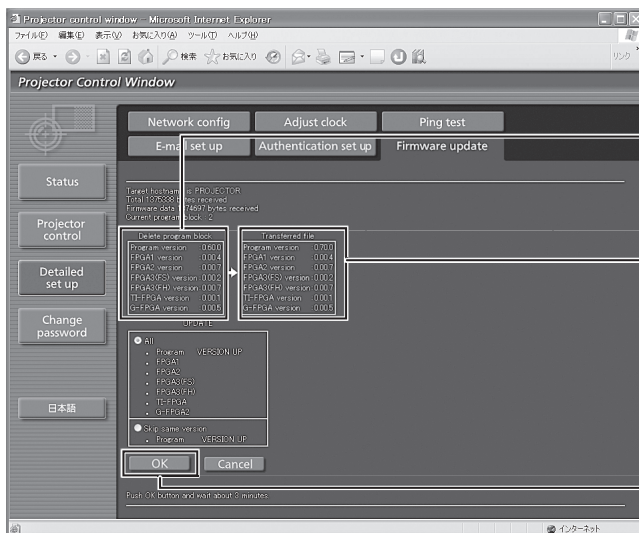 Projector control window - Microsoft Internet Explorer
ファイル(F) 編集(E) 表示(V) お気に入り(A) ツール(T) ヘルプ(H)
戻る 検索 お気に入り リンク
Projector Control Window
Network config Adjust clock Ping test
E-mail set up Authentication set up Firmware update
Status
Projector control
Detailed set up
Change password
日本語
Target hostname is PROJECTOR
Total 1375338 bytes received
Firmware data 1374697 bytes received
Current program block : 2
Delete program block
Program version 0.60.0
FPGA1 version 0.00.4
FPGA2 version 0.00.7
FPGA3(FS) version 0.00.2
FPGA3(FH) version 0.00.7
TI-FPGA version 0.00.1
G-FPGA version 0.00.5
Transferred file
Program version 0.70.0
FPGA1 version 0.00.4
FPGA2 version 0.00.7
FPGA3(FS) version 0.00.2
FPGA3(FH) version 0.00.7
TI-FPGA version 0.00.1
G-FPGA version 0.00.5
UPDATE
All
. Program VERSION UP
. FPGA1
. FPGA2
. FPGA3(FS)
. FPGA3(FH)
. TI-FPGA
. G-FPGA2
Skip same version
. Program VERSION UP
OK Cancel
Push OK button and wait about 3 minutes.
インターネット